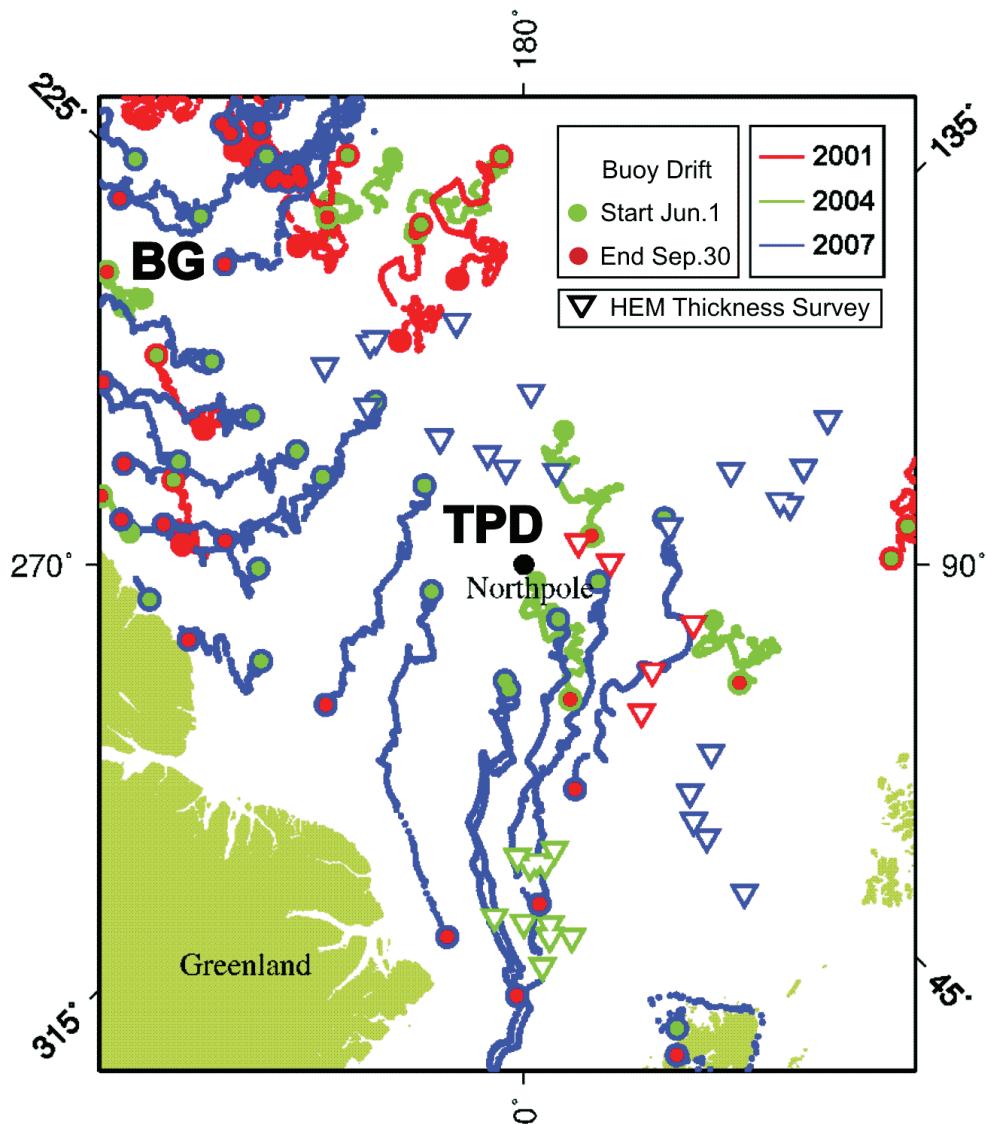 180°
225°
135°
Buoy Drift
Start Jun.1
End Sep.30
2001
2004
2007
HEM Thickness Survey
BG
TPD
Northpole
270°
90°
Greenland
315°
45°
0°